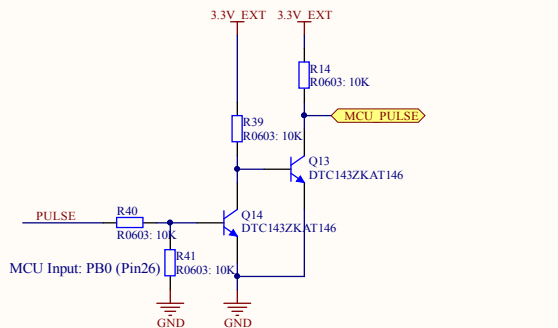 3.3V_EXT 3.3V_EXT
R14
R0603: 10K
MCU_PULSE
R39
R0603: 10K
Q13
DTC143ZKAT146
PULSE
R40
R0603: 10K
Q14
DTC143ZKAT146
MCU Input: PB0 (Pin26)
R41
R0603: 10K
GND
GND